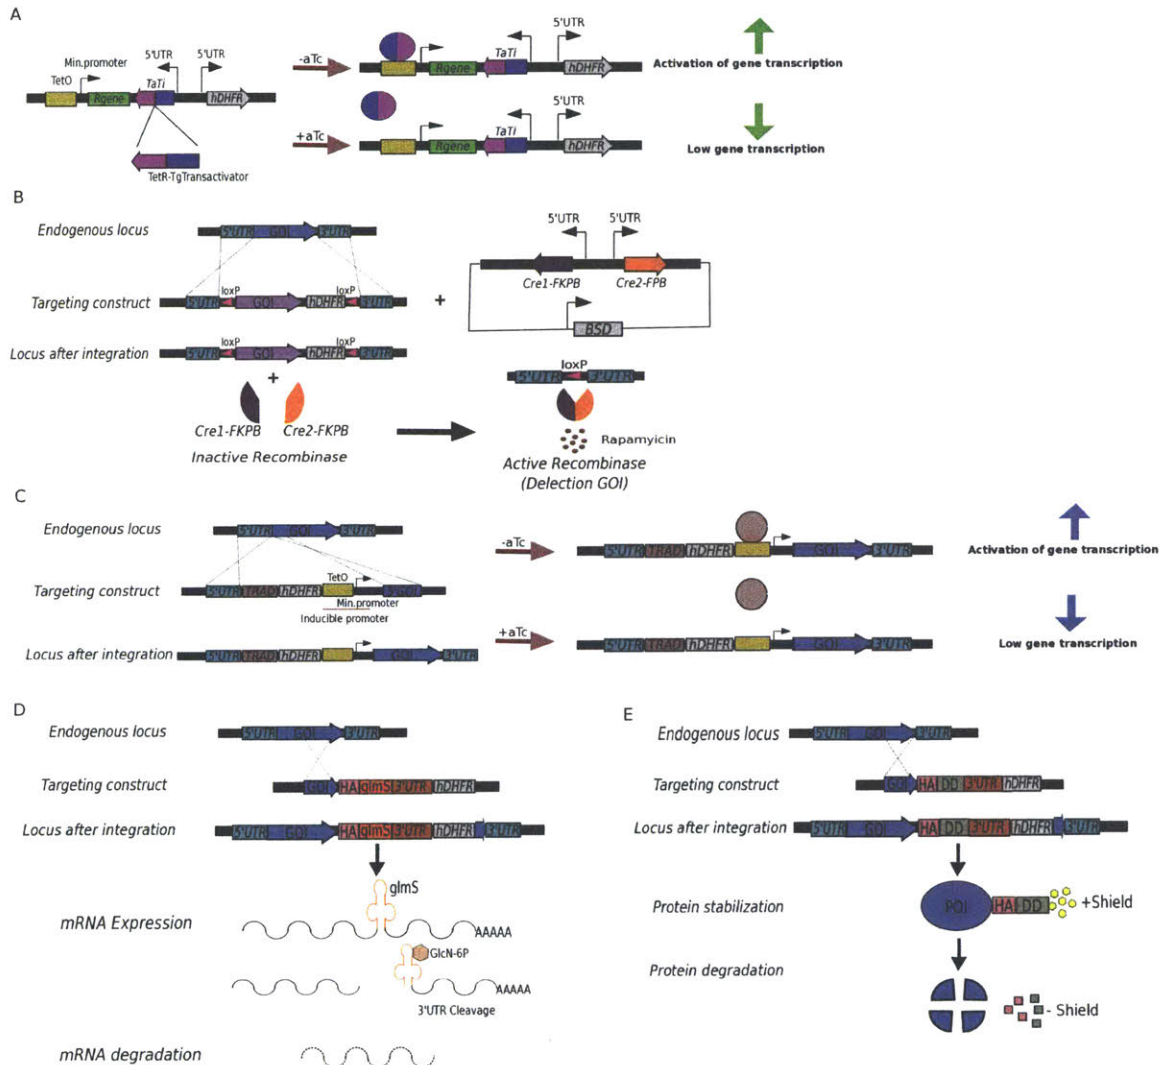 A
5'UTR 5'UTR
Min.promoter
TetO
TaTi
Rgene
hDHFR
TetR-TgTransactivator
-aTc
5'UTR
TaTi
Rgene
hDHFR
Activation of gene transcription
+aTc
5'UTR
TaTi
Rgene
hDHFR
Low gene transcription
B
Endogenous locus
5'UTR GOI 3'UTR
Targeting construct
loxP loxP
5'UTR GOI hDHFR 3'UTR
+
Locus after integration
loxP loxP
5'UTR GOI hDHFR 3'UTR
+
Cre1-FKPB Cre2-FKPB
Inactive Recombinase
5'UTR 5'UTR
Cre1-FKPB Cre2-FPB
BSD
loxP
5'UTR 3'UTR
Rapamyicin
Active Recombinase
(Delection GOI)
C
Endogenous locus
5'UTR GOI 3'UTR
Targeting construct
TetO
5'UTR TRAD hDHFR 5'GOI
Min.promoter
Inducible promoter
Locus after integration
5'UTR TRAD hDHFR GOI 3'UTR
-aTc
5'UTR TRAD hDHFR GOI 3'UTR
Activation of gene transcription
+aTc
5'UTR TRAD hDHFR GOI 3'UTR
Low gene transcription
D
Endogenous locus
5'UTR GOI 3'UTR
Targeting construct
GOI HA glmS 3'UTR hDHFR
Locus after integration
5'UTR GOI HA glmS 3'UTR hDHFR 3'UTR
glmS
mRNA Expression
AAAAA
GlcN-6P
AAAAA
3'UTR Cleavage
mRNA degradation
E
Endogenous locus
5'UTR GOI 3'UTR
Targeting construct
GOI HA DD 3'UTR hDHFR
Locus after integration
5'UTR GOI HA DD 3'UTR hDHFR 3'UTR
Protein stabilization
POI HA DD +Shield
Protein degradation
- Shield